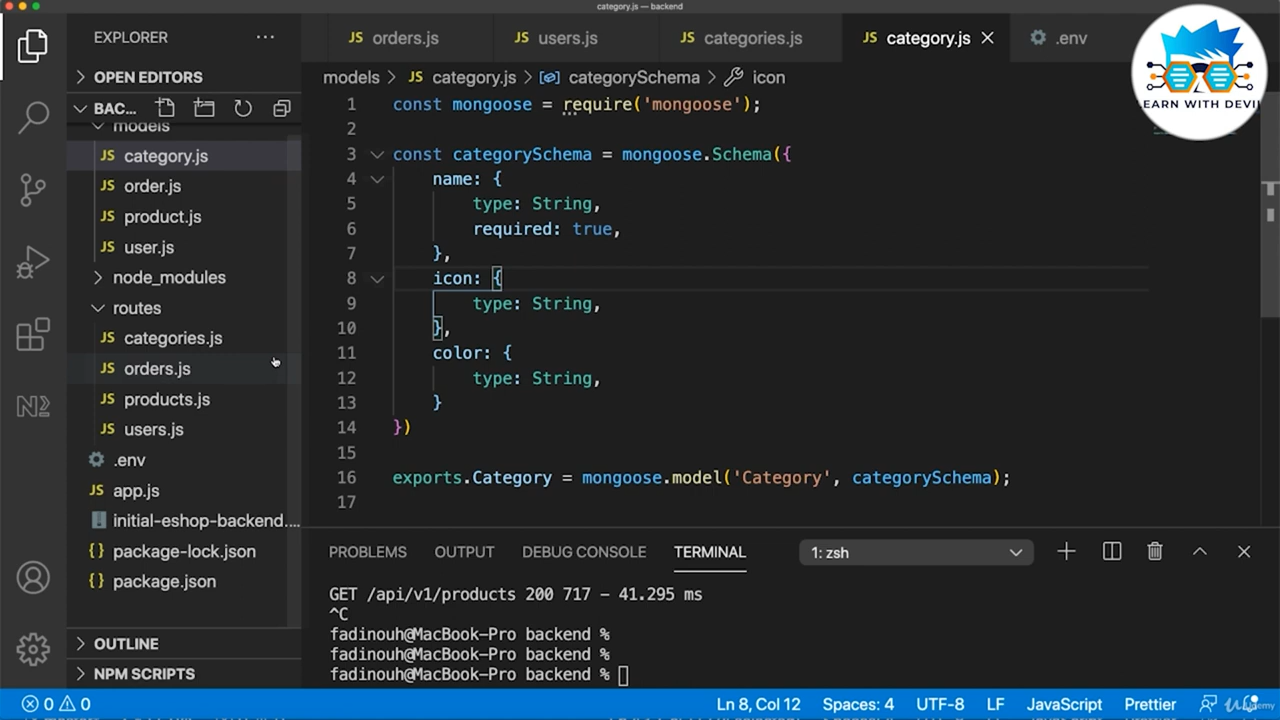 category.js — backend
EXPLORER
OPEN EDITORS
BAC...
models
category.js
order.js
product.js
user.js
node_modules
routes
categories.js
orders.js
products.js
users.js
.env
app.js
initial-eshop-backend....
package-lock.json
package.json
OUTLINE
NPM SCRIPTS
JS orders.js JS users.js JS categories.js JS category.js .env
LEARN WITH DEVIL
models > JS category.js > categorySchema > icon
1 const mongoose = require('mongoose');
2
3 const categorySchema = mongoose.Schema({
4 name: {
5 type: String,
6 required: true,
7 },
8 icon: {
9 type: String,
10 },
11 color: {
12 type: String,
13 }
14 })
15
16 exports.Category = mongoose.model('Category', categorySchema);
17
PROBLEMS OUTPUT DEBUG CONSOLE TERMINAL 1: zsh
GET /api/v1/products 200 717 - 41.295 ms
^C
fadinouh@MacBook-Pro backend %
fadinouh@MacBook-Pro backend %
fadinouh@MacBook-Pro backend %
0 0 Ln 8, Col 12 Spaces: 4 UTF-8 LF JavaScript Prettier